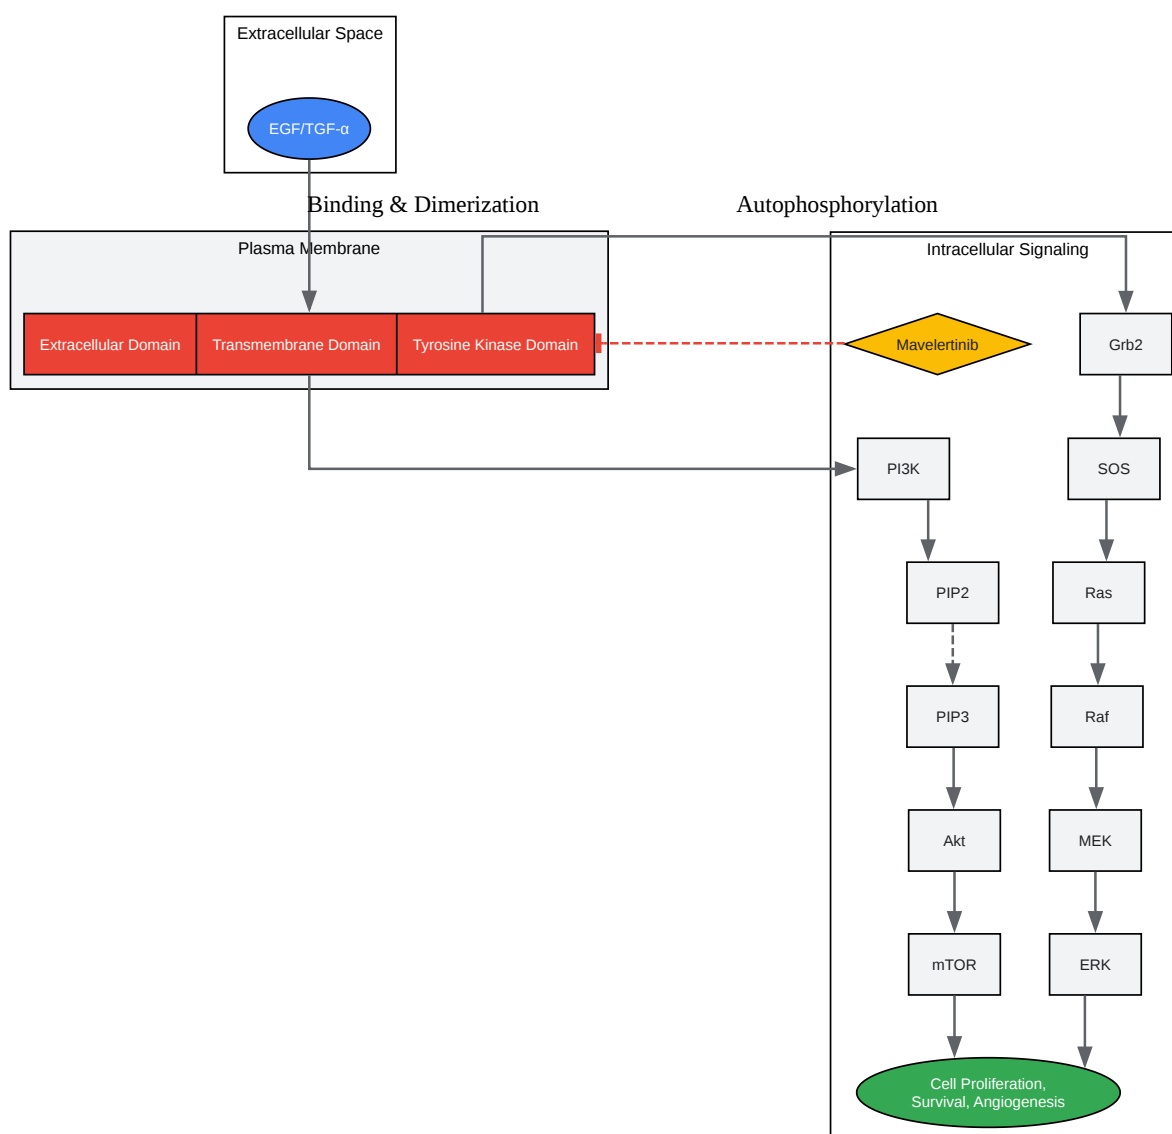 Extracellular Space
EGF/TGF-α
Binding & Dimerization
Autophosphorylation
Plasma Membrane
Intracellular Signaling
Extracellular Domain
Transmembrane Domain
Tyrosine Kinase Domain
Mavelertinib
Grb2
PI3K
SOS
PIP2
Ras
PIP3
Raf
Akt
MEK
mTOR
ERK
Cell Proliferation,
Survival, Angiogenesis